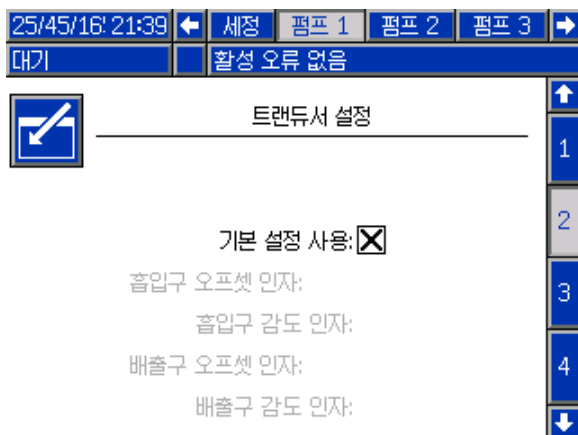 25/45/16 21:39 세정 펌프 1 펌프 2 펌프 3
대기 활성 오류 없음
트랜듀서 설정
1
2
기본 설정 사용:
흡입구 오프셋 인자:
3
흡입구 감도 인자:
배출구 오프셋 인자:
4
배출구 감도 인자: